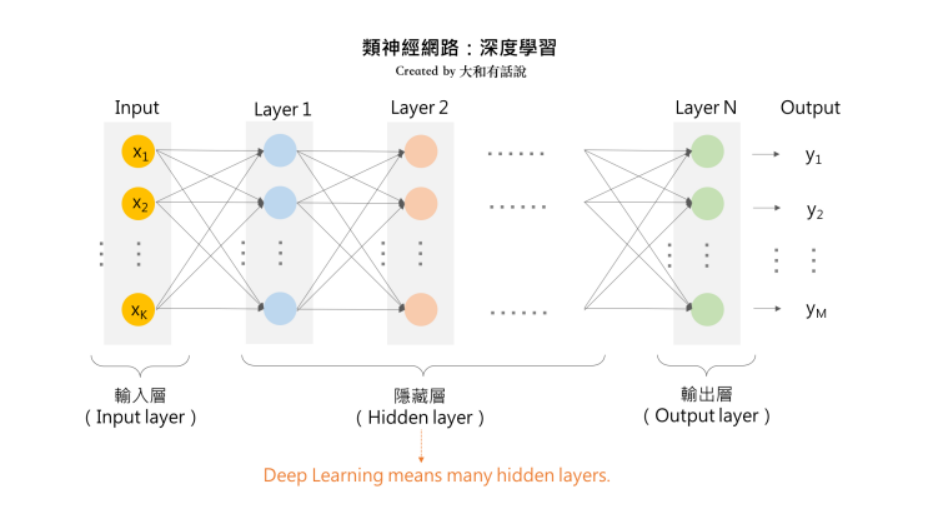 類神經網路：深度學習
Created by 大和有話說
Input Layer 1 Layer 2 Layer N Output
x1 ...... y1
x2 ...... y2
xK ...... yM
輸入層 隱藏層 輸出層
( Input layer ) ( Hidden layer ) ( Output layer )
Deep Learning means many hidden layers.